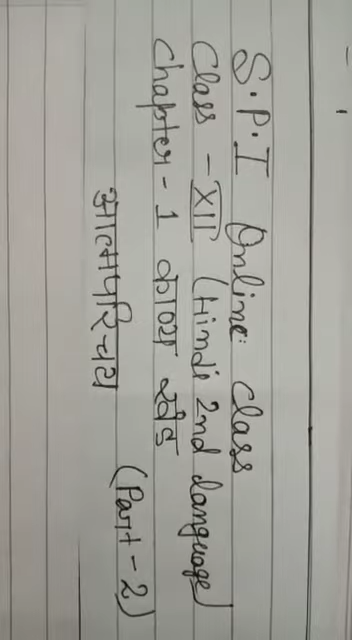 S.P.I Online class
Class - XII (Hindi 2nd language)
Chapter - 1 काव्य खंड
आत्मपरिचय
(Part - 2)